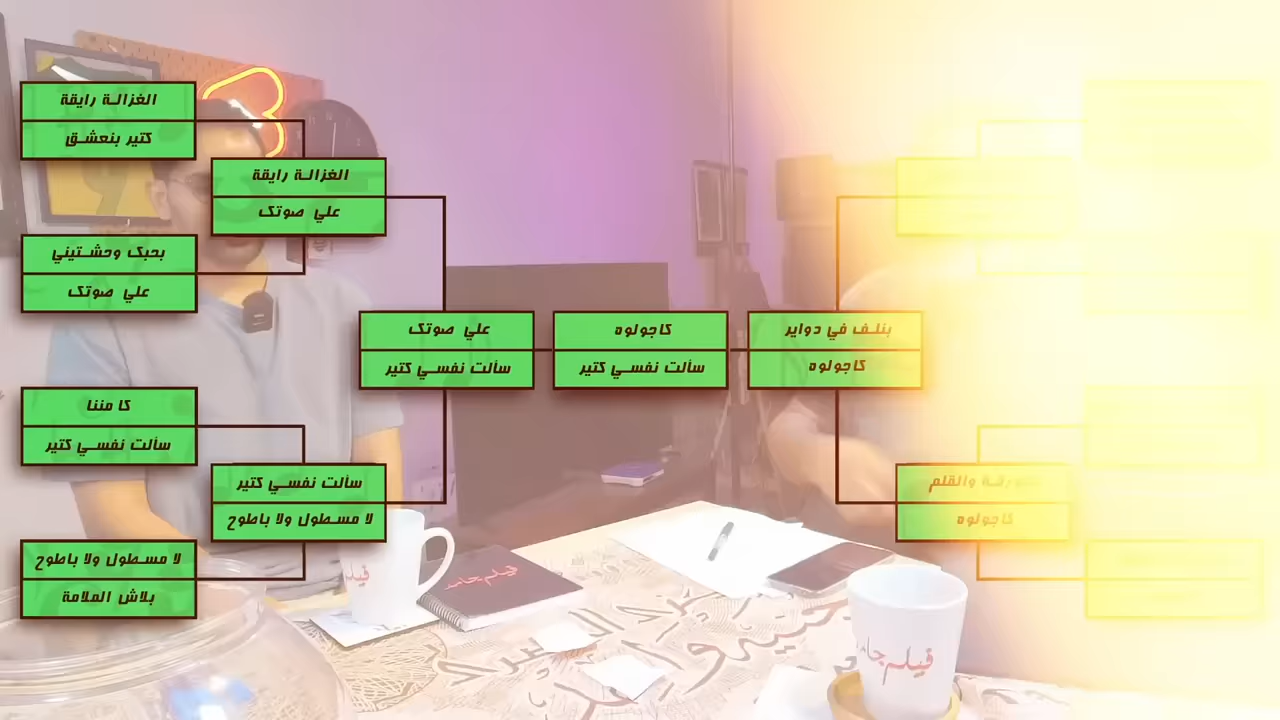 الغزالة رايقة
كتير بنعشق
الغزالة رايقة
علي صوتك
بحبك وحشتيني
علي صوتك
علي صوتك
سألت نفسي كتير
كاجولوه
سألت نفسي كتير
بنلف في دواير
كاجولوه
كا مننا
سألت نفسي كتير
سألت نفسي كتير
لا مسطول ولا باطوح
لا مسطول ولا باطوح
بلاش الملامة
والقلم
كاجولوه
فيلم جامد
فيلم جامد